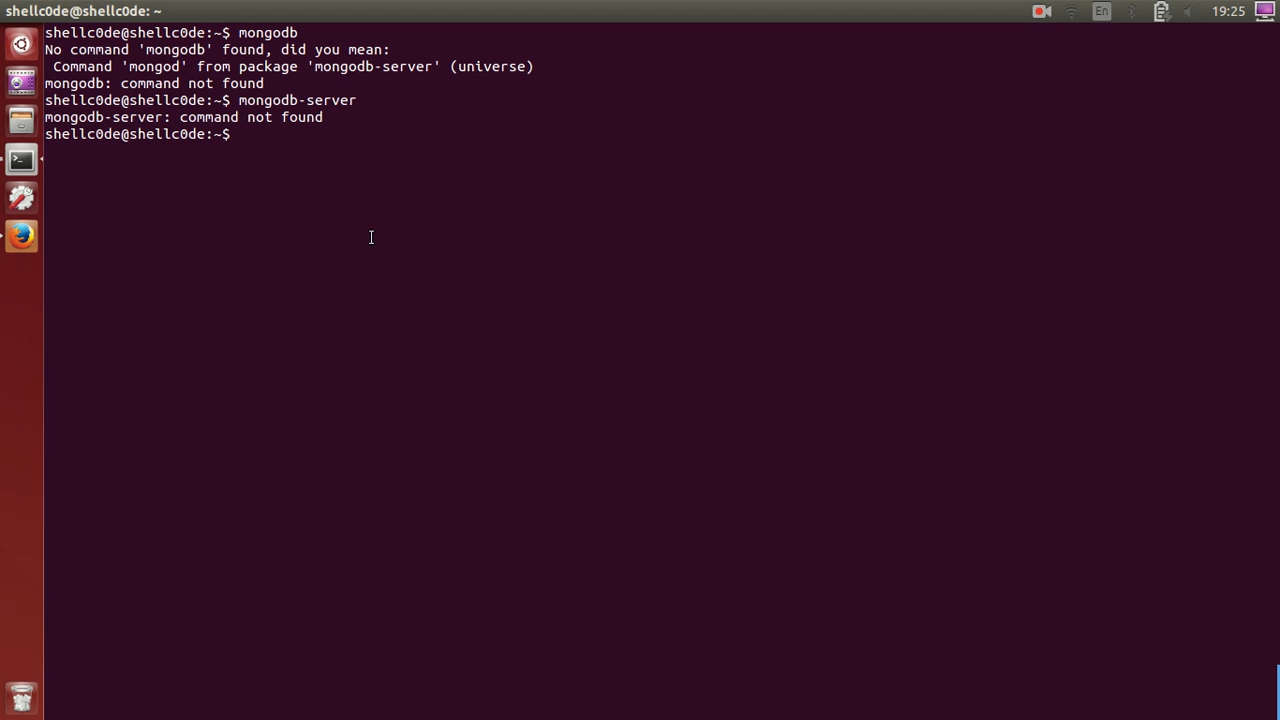 shellc0de@shellc0de: ~
En
19:25
shellc0de@shellc0de:~$ mongodb
No command 'mongodb' found, did you mean:
 Command 'mongod' from package 'mongodb-server' (universe)
mongodb: command not found
shellc0de@shellc0de:~$ mongodb-server
mongodb-server: command not found
shellc0de@shellc0de:~$